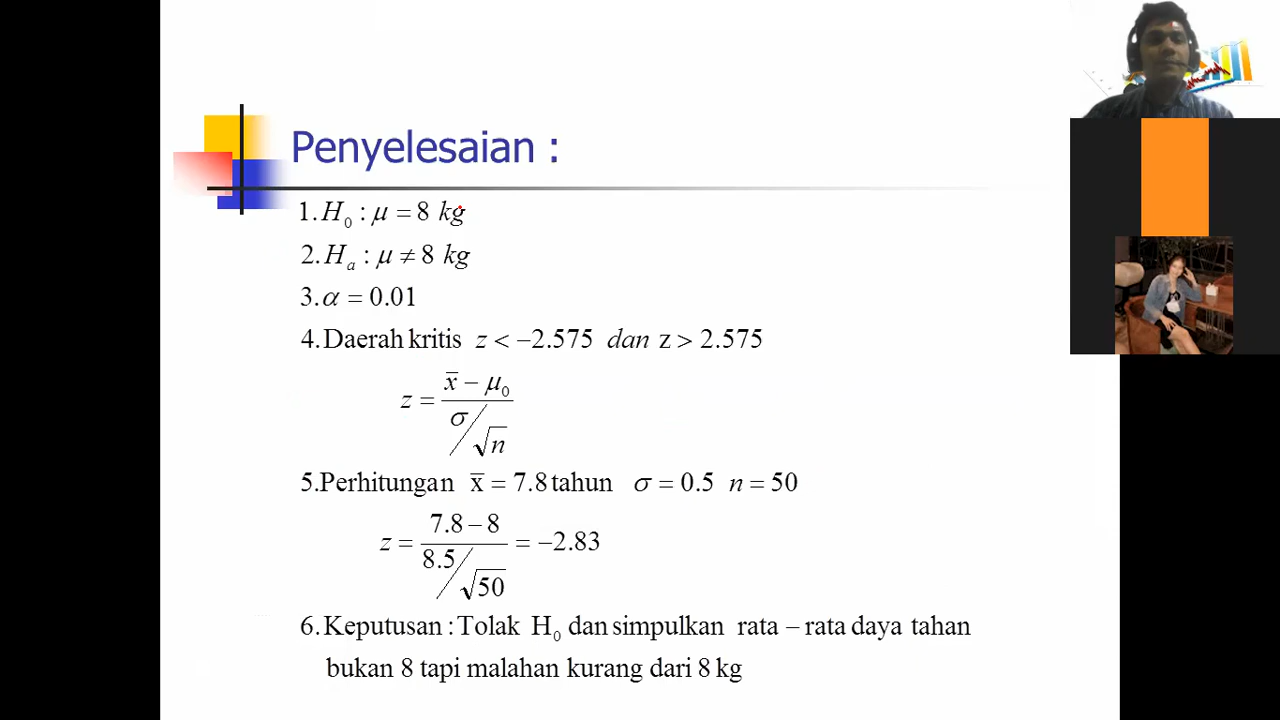 Penyelesaian :
1. H₀ : μ = 8 kg
2. Hₐ : μ ≠ 8 kg
3. α = 0.01
4. Daerah kritis z < −2.575 dan z > 2.575
z = (x̄ − μ₀) / (σ/√n)
5. Perhitungan x̄ = 7.8 tahun σ = 0.5 n = 50
z = (7.8 − 8) / (8.5/√50) = −2.83
6. Keputusan : Tolak H₀ dan simpulkan rata – rata daya tahan
bukan 8 tapi malahan kurang dari 8 kg